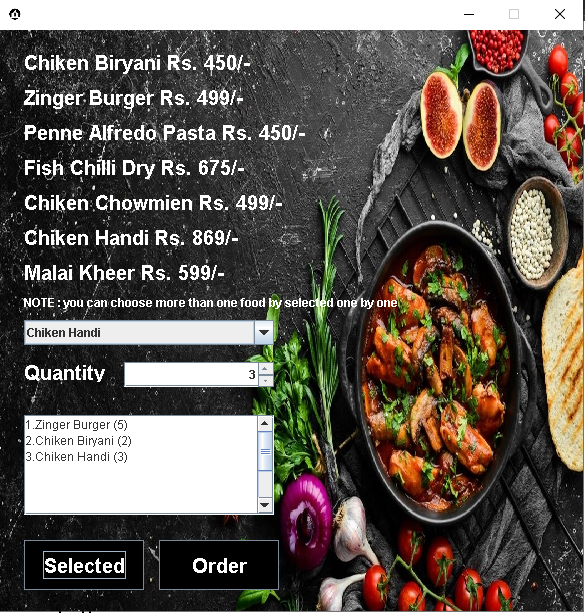 Chiken Biryani Rs. 450/-
Zinger Burger Rs. 499/-
Penne Alfredo Pasta Rs. 450/-
Fish Chilli Dry Rs. 675/-
Chiken Chowmien Rs. 499/-
Chiken Handi Rs. 869/-
Malai Kheer Rs. 599/-
NOTE : you can choose more than one food by selected one by one
Chiken Handi
Quantity 3
1.Zinger Burger (5)
2.Chiken Biryani (2)
3.Chiken Handi (3)
Selected Order